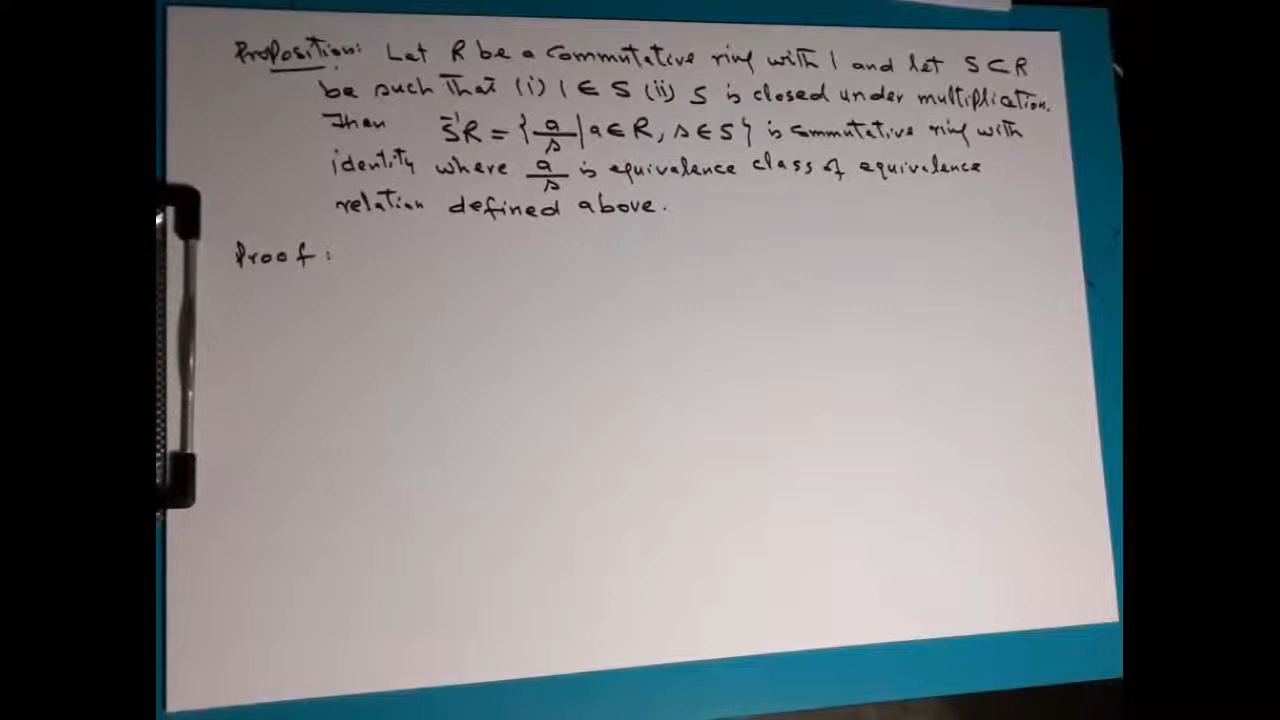 Proposition: Let R be a commutative ring with 1 and let S ⊂ R
be such that (i) 1 ∈ S (ii) S is closed under multiplication.
Then S⁻¹R = { a/s | a ∈ R, s ∈ S } is commutative ring with
identity where a/s is equivalence class of equivalence
relation defined above.
Proof: